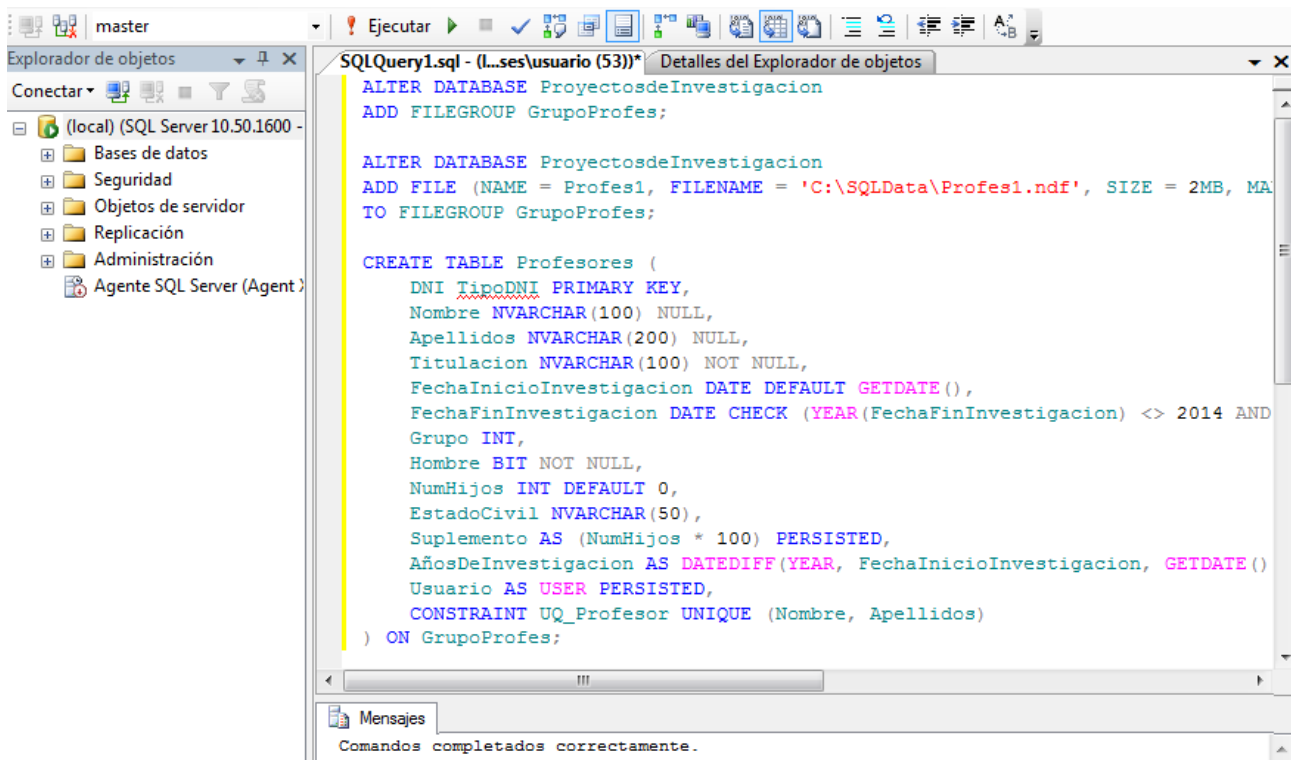 master
Ejecutar
Explorador de objetos
Conectar
(local) (SQL Server 10.50.1600 -
Bases de datos
Seguridad
Objetos de servidor
Replicación
Administración
Agente SQL Server (Agent X
SQLQuery1.sql - (l...ses\usuario (53))*
Detalles del Explorador de objetos
ALTER DATABASE ProyectosdeInvestigacion
ADD FILEGROUP GrupoProfes;
ALTER DATABASE ProyectosdeInvestigacion
ADD FILE (NAME = Profes1, FILENAME = 'C:\SQLData\Profes1.ndf', SIZE = 2MB, MA
TO FILEGROUP GrupoProfes;
CREATE TABLE Profesores (
DNI TipoDNI PRIMARY KEY,
Nombre NVARCHAR(100) NULL,
Apellidos NVARCHAR(200) NULL,
Titulacion NVARCHAR(100) NOT NULL,
FechaInicioInvestigacion DATE DEFAULT GETDATE(),
FechaFinInvestigacion DATE CHECK (YEAR(FechaFinInvestigacion) <> 2014 AND
Grupo INT,
Hombre BIT NOT NULL,
NumHijos INT DEFAULT 0,
EstadoCivil NVARCHAR(50),
Suplemento AS (NumHijos * 100) PERSISTED,
AñosDeInvestigacion AS DATEDIFF(YEAR, FechaInicioInvestigacion, GETDATE()
Usuario AS USER PERSISTED,
CONSTRAINT UQ_Profesor UNIQUE (Nombre, Apellidos)
) ON GrupoProfes;
Mensajes
Comandos completados correctamente.